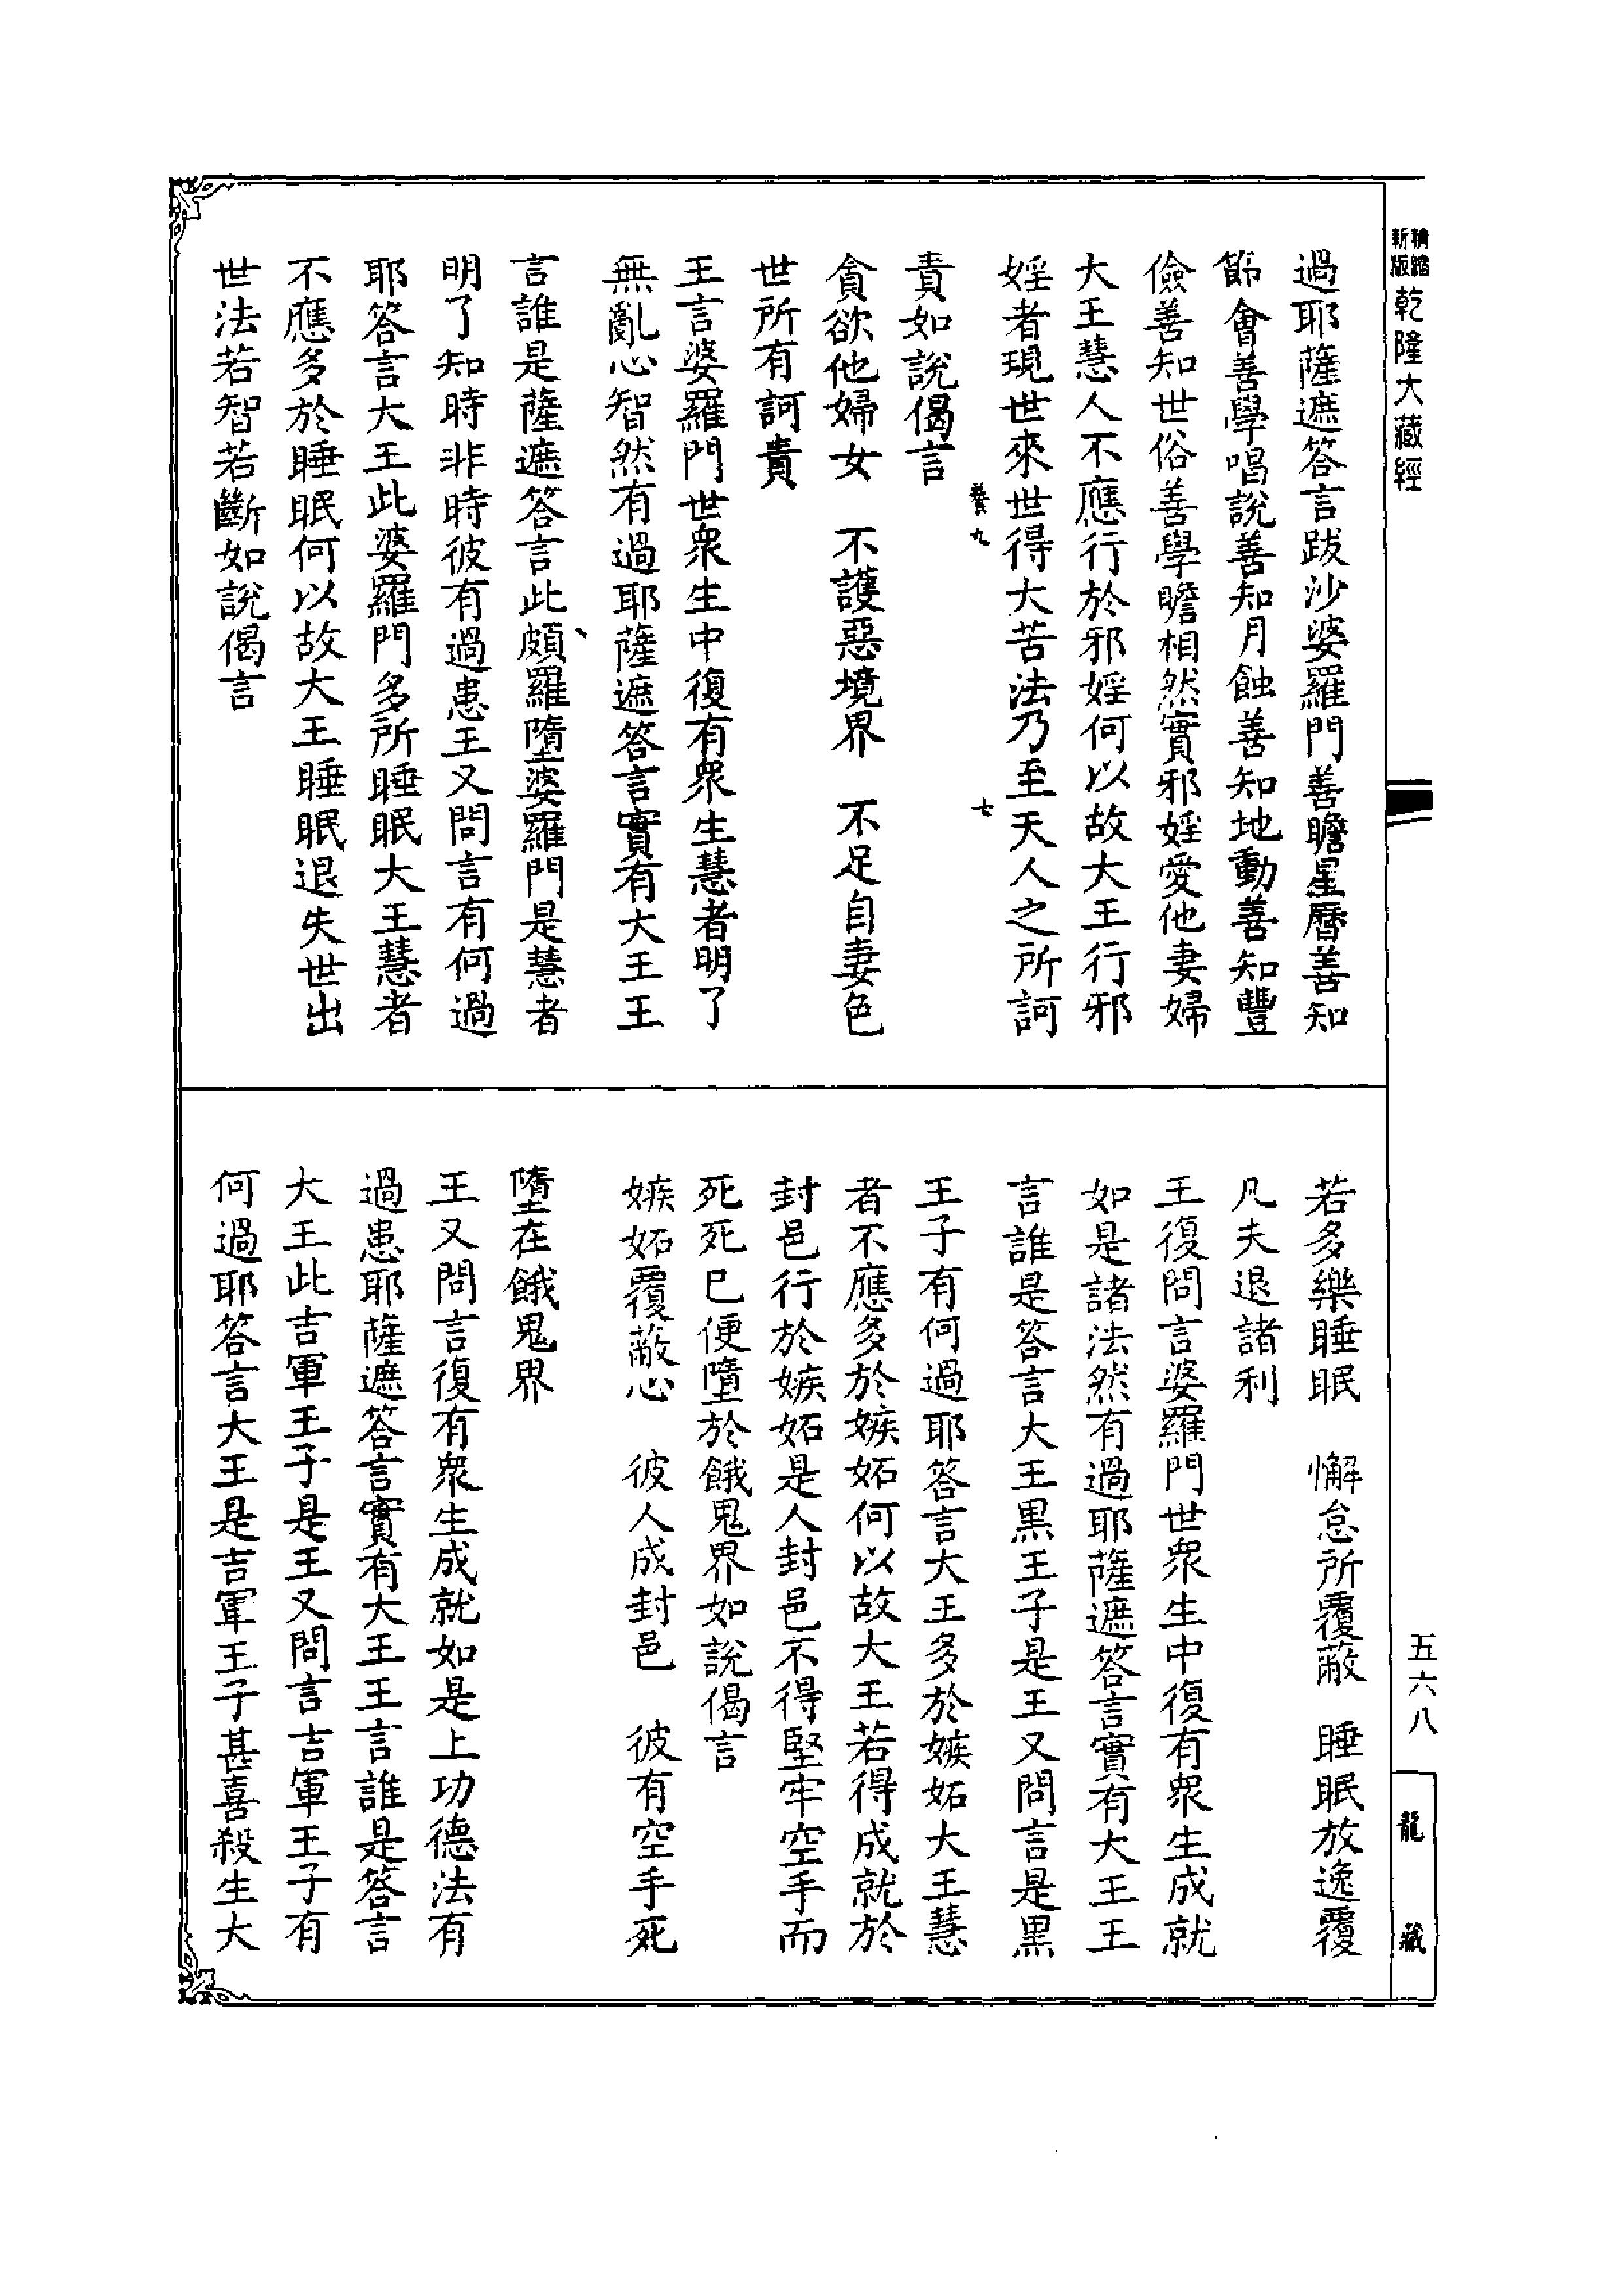 新版精縮乾隆大藏經
過耶薩遮答言跋沙婆羅門善瞻星曆善知
節會善學唱說善知月蝕善知地動善知豐
儉善知世俗善學瞻相然實邪婬愛他妻婦
大王慧人不應行於邪婬何以故大王行邪
婬者現世來世得大苦法乃至天人之所訶
九 七
責如說偈言
貪欲他婦女 不護惡境界 不足自妻色
世所有訶責
王言婆羅門世衆生中復有衆生慧者明了
無亂心智然有過耶薩遮答言實有大王王
言誰是薩遮答言此頗羅墮婆羅門是慧者
明了知時非時彼有過患王又問言有何過
耶答言大王此婆羅門多所睡眠大王慧者
不應多於睡眠何以故大王睡眠退失世出
世法若智若斷如說偈言
若多樂睡眠 懈怠所覆蔽 睡眠放逸覆
凡夫退諸利
王復問言婆羅門世衆生中復有衆生成就
如是諸法然有過耶薩遮答言實有大王王
言誰是答言大王黑王子是王又問言是黑
王子有何過耶答言大王多於嫉妬大王慧
者不應多於嫉妬何以故大王若得成就於
封邑行於嫉妬是人封邑不得堅牢空手而
死死已便墮於餓鬼界如說偈言
嫉妬覆蔽心 彼人成封邑 彼有空手死
墮在餓鬼界
王又問言復有衆生成就如是上功德法有
過患耶薩遮答言實有大王王言誰是答言
大王此吉軍王子是王又問言吉軍王子有
何過耶答言大王是吉軍王子甚喜殺生大
五六八
龍藏